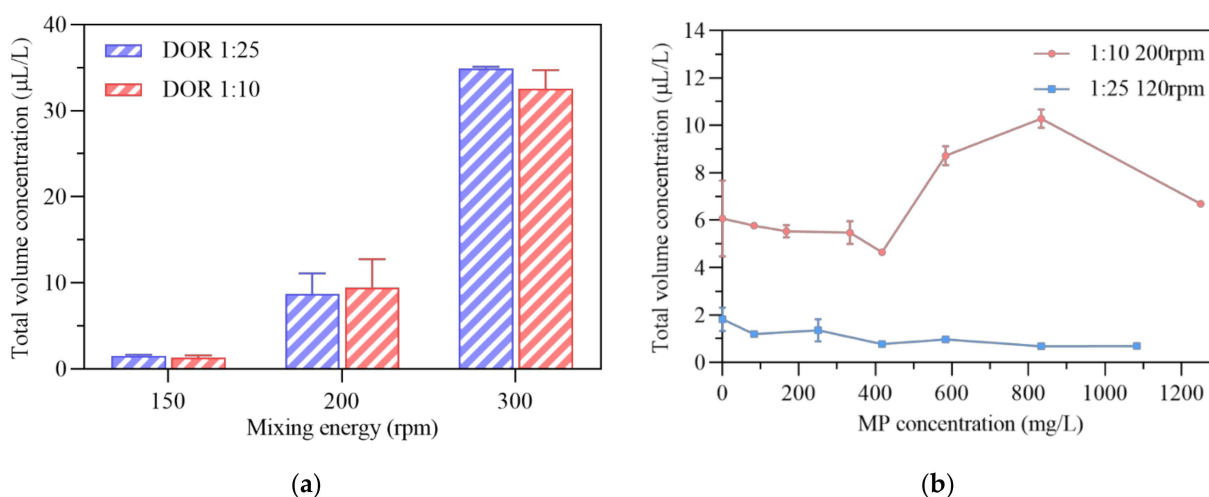 Total volume concentration (μL/L)
40
30
20
10
0
DOR 1:25
DOR 1:10
150 200 300
Mixing energy (rpm)
(a)
Total volume concentration (μL/L)
14
12
10
8
6
4
2
0
1:10 200rpm
1:25 120rpm
0 200 400 600 800 1000 1200
MP concentration (mg/L)
(b)